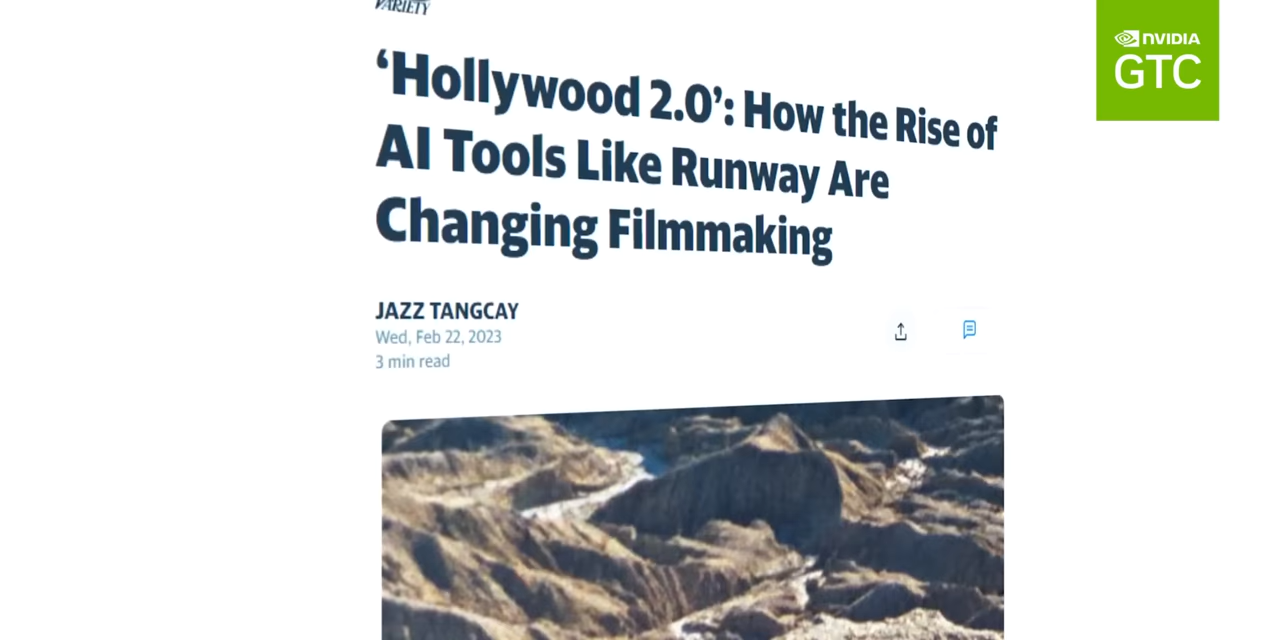 VARIETY
‘Hollywood 2.0’: How the Rise of
AI Tools Like Runway Are
Changing Filmmaking
JAZZ TANGCAY
Wed, Feb 22, 2023
3 min read
NVIDIA
GTC